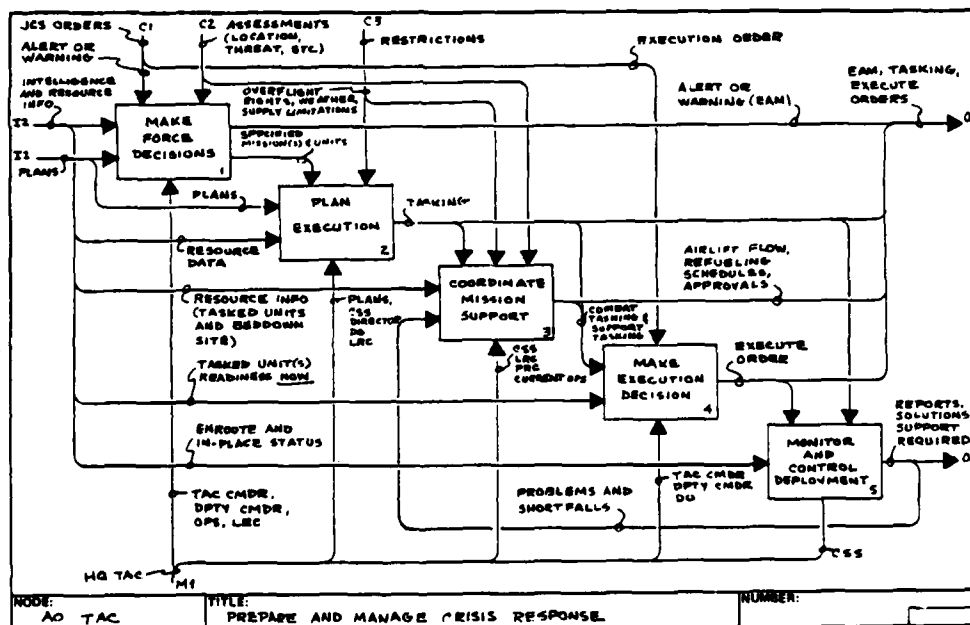 JCS ORDERS
C1
C2
ASSESSMENTS
(LOCATION,
THREAT, ETC)
C3
RESTRICTIONS
EXECUTION ORDER
ALERT OR
WARNING
INTELLIGENCE
AND RESOURCE
INFO
OVERFLIGHT
RIGHTS, WEATHER,
SUPPLY LIMITATIONS
ALERT OR
WARNING (EAM)
EAM, TASKING,
EXECUTE
ORDERS
I2
MAKE
FORCE
DECISIONS
1
SPECIFIED
MISSION(S) & UNITS
I1
PLANS
PLANS
PLAN
EXECUTION
2
TASKING
RESOURCE
DATA
AIRLIFT FLOW,
REFUELING
SCHEDULES,
APPROVALS
COORDINATE
MISSION
SUPPORT
3
RESOURCE INFO
(TASKED UNITS
AND BEDDOWN
SITE)
PLANS,
CSS
DIRECTOR
DO
LRC
COMBAT
TASKING &
SUPPORT
TASKING
CSS
LRC
PRC
CURRENT OPS
MAKE
EXECUTION
DECISION
4
EXECUTE
ORDER
TASKED UNIT(S)
READINESS NOW
ENROUTE AND
IN-PLACE STATUS
MONITOR
AND
CONTROL
DEPLOYMENT
5
REPORTS,
SOLUTIONS
SUPPORT
REQUIRED
TAC CMDR,
DPTY CMDR,
OPS, LRC
PROBLEMS AND
SHORTFALLS
TAC CMDR
DPTY CMDR
DO
CSS
HQ TAC
M1
NODE:
A0 TAC
TITLE:
PREPARE AND MANAGE CRISIS RESPONSE
NUMBER: